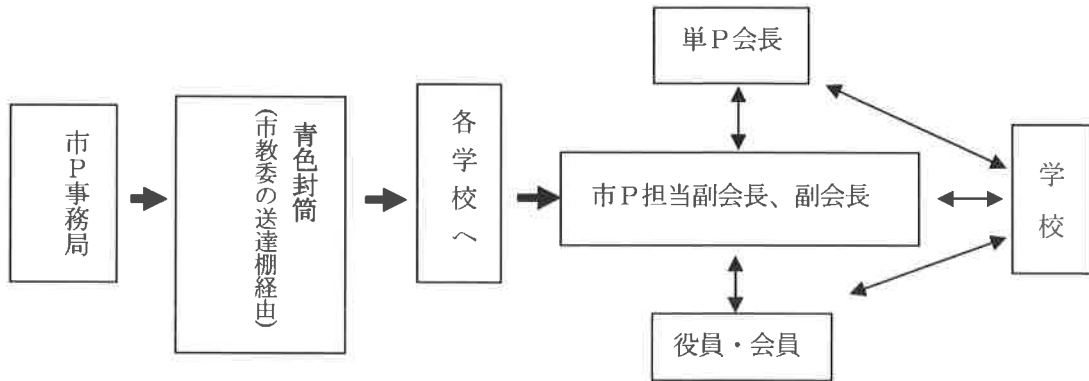 市Ｐ事務局
青色封筒
(市教委の送達棚経由)
各学校へ
単Ｐ会長
市Ｐ担当副会長、副会長
役員・会員
学校